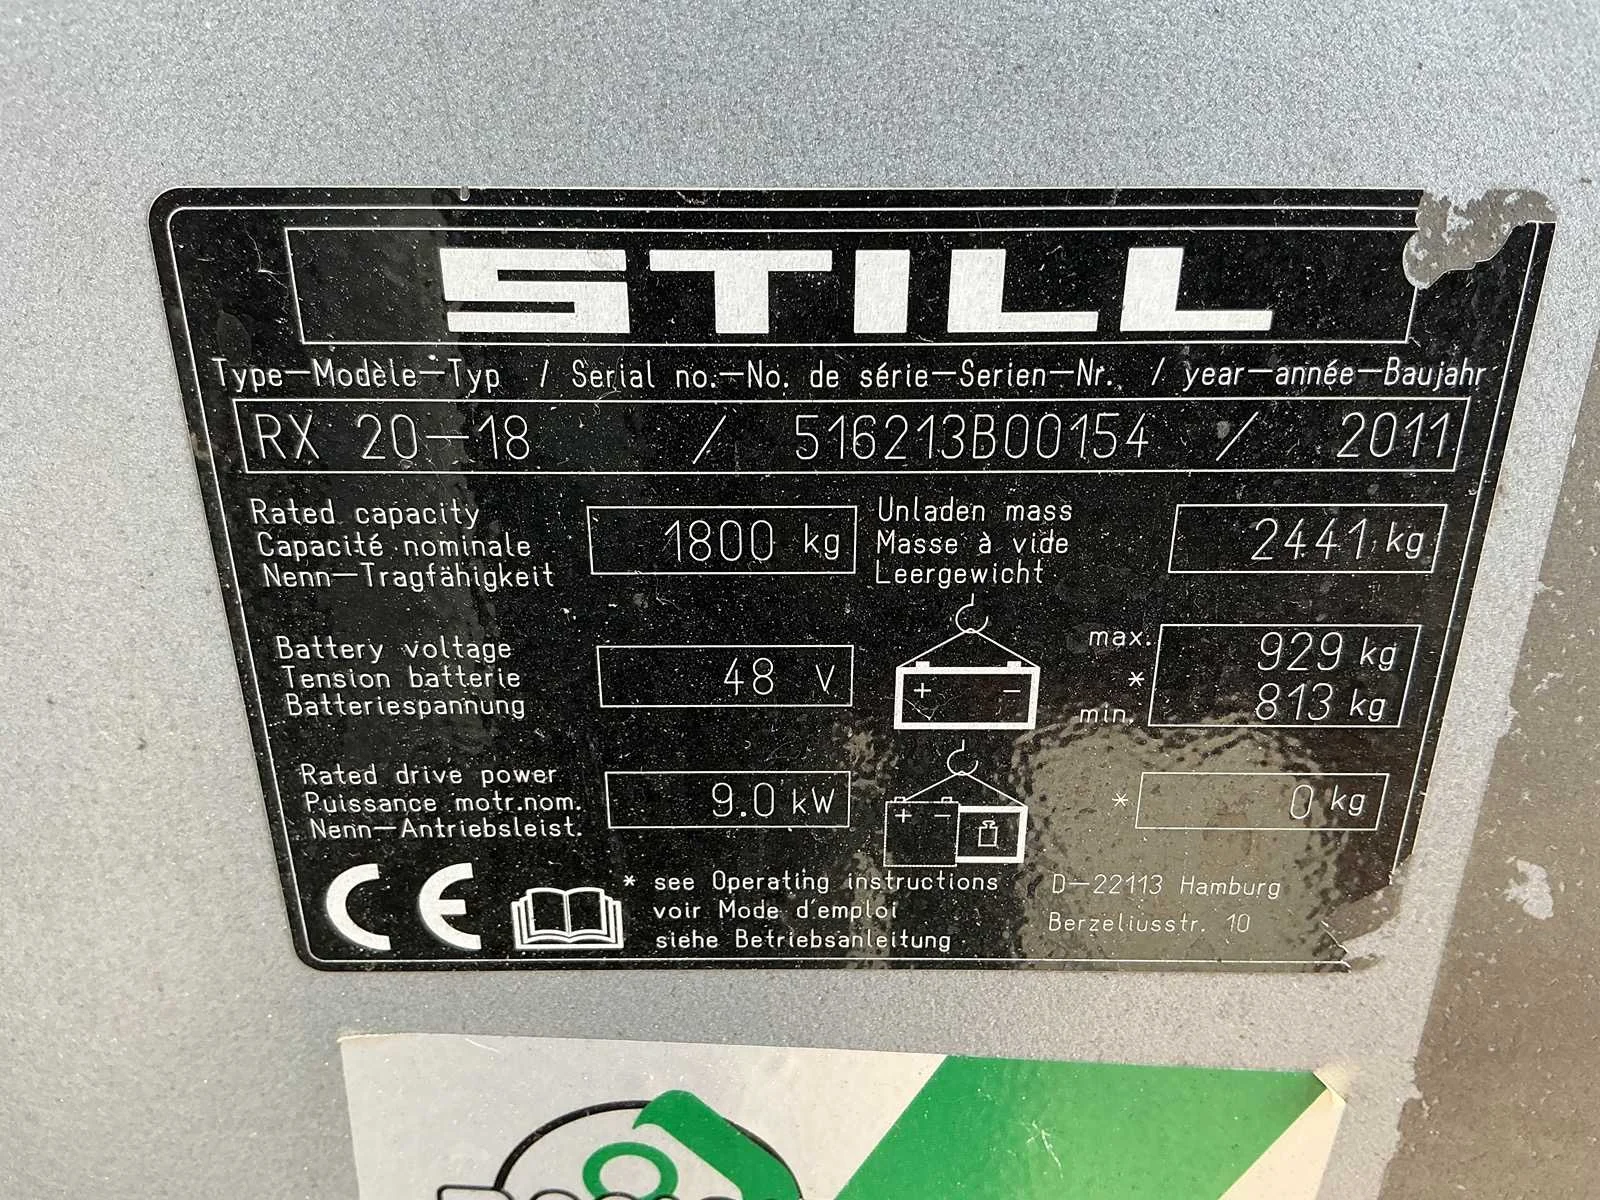 STILL
Type-Modèle-Typ / Serial no.-No. de série-Serien-Nr. / year-année-Baujahr
RX 20-18 / 516213B00154 / 2011
Rated capacity
Capacité nominale
Nenn-Tragfähigkeit
1800 kg
Unladen mass
Masse à vide
Leergewicht
2441 kg
Battery voltage
Tension batterie
Batteriespannung
48 V
+ -
max. 929 kg
*
min. 813 kg
Rated drive power
Puissance motr.nom.
Nenn-Antriebsleist.
9.0 kW
+ -
* 0 kg
CE
* see Operating instructions
voir Mode d'emploi
siehe Betriebsanleitung
D-22113 Hamburg
Berzeliusstr. 10